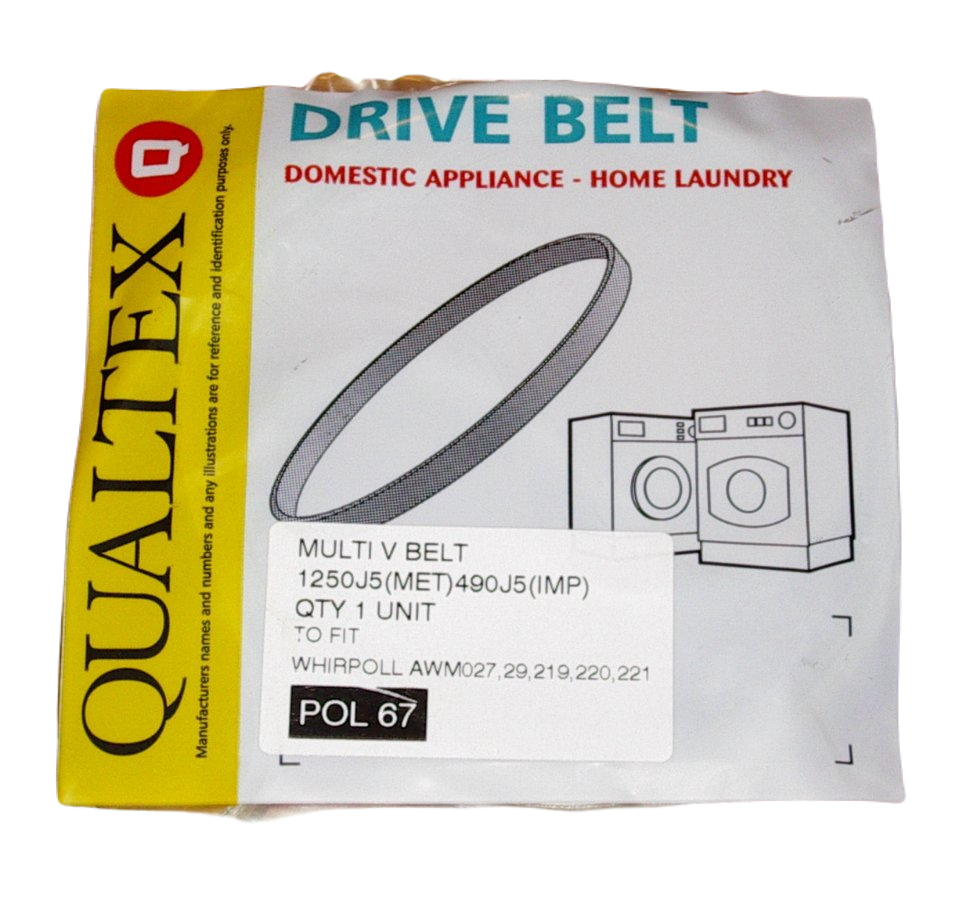 DRIVE BELT
DOMESTIC APPLIANCE - HOME LAUNDRY
Q
QUALTEX
Manufacturers names and numbers and any illustrations are for reference and identification purposes only.
MULTI V BELT
1250J5(MET)490J5(IMP)
QTY 1 UNIT
TO FIT
WHIRPOLL AWM027,29,219,220,221
POL 67